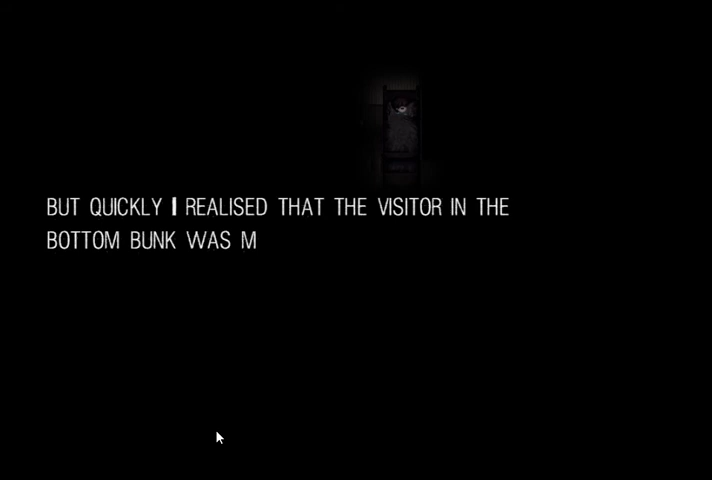 BUT QUICKLY I REALISED THAT THE VISITOR IN THE
BOTTOM BUNK WAS M